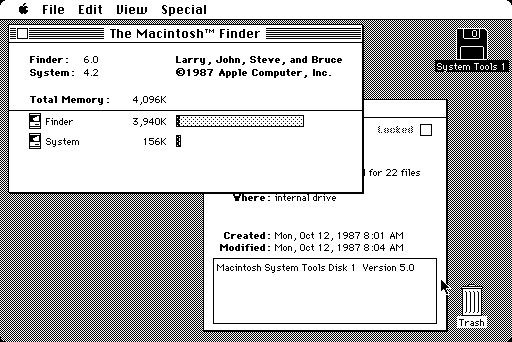 File Edit View Special
The Macintosh™ Finder
Finder: 6.0
System: 4.2
Larry, John, Steve, and Bruce
©1987 Apple Computer, Inc.
Total Memory: 4,096K
Finder 3,940K
System 156K
System Tools 1
Locked
for 22 files
Where: internal drive
Created: Mon, Oct 12, 1987 8:01 AM
Modified: Mon, Oct 12, 1987 8:04 AM
Macintosh System Tools Disk 1 Version 5.0
Trash